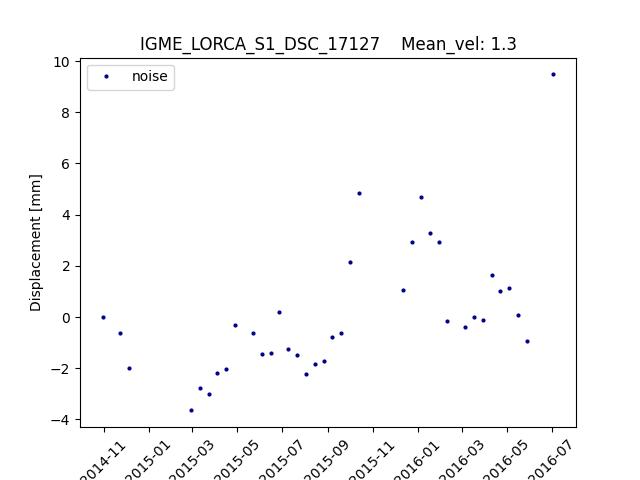 IGME_LORCA_S1_DSC_17127    Mean_vel: 1.3
noise
Displacement [mm]
10
8
6
4
2
0
−2
−4
2014-11 2015-01 2015-03 2015-05 2015-07 2015-09 2015-11 2016-01 2016-03 2016-05 2016-07